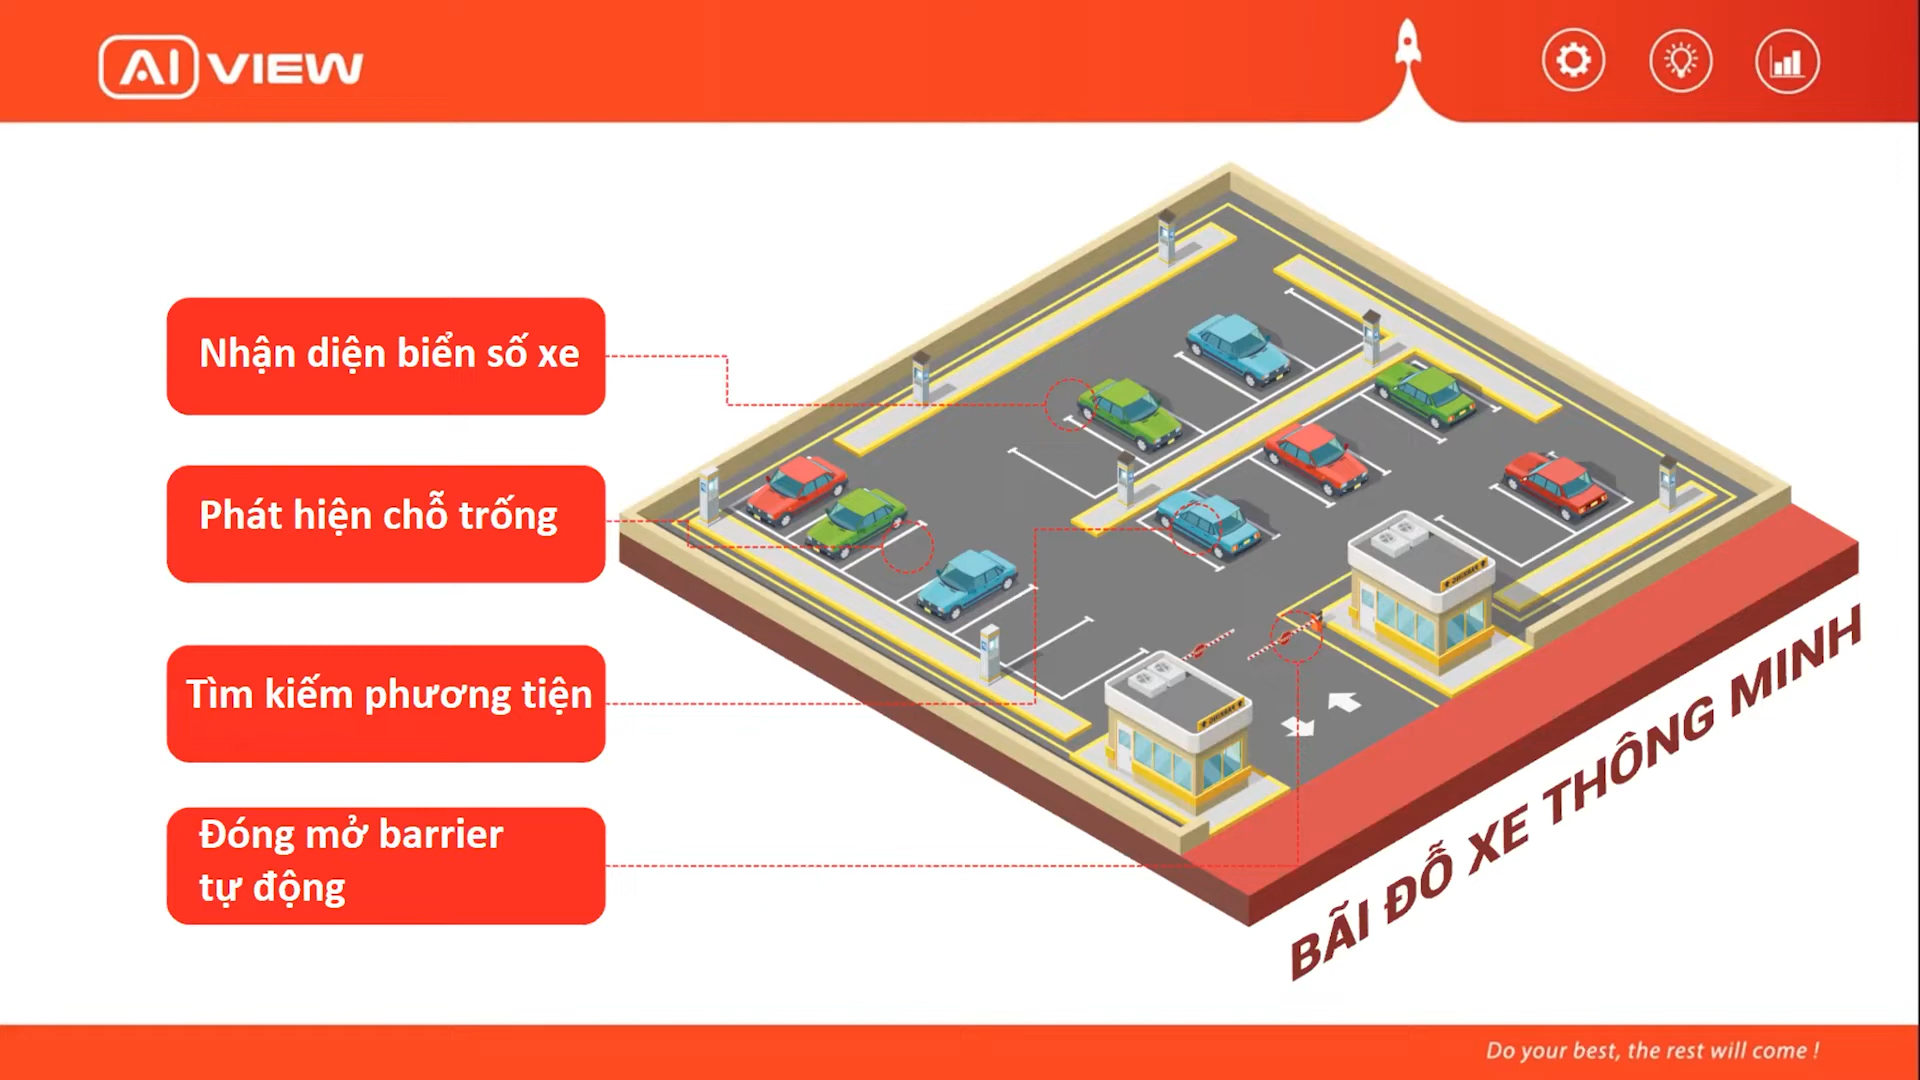 AI VIEW
Nhận diện biển số xe
Phát hiện chỗ trống
Tìm kiếm phương tiện
Đóng mở barrier
tự động
BÃI ĐỖ XE THÔNG MINH
Do your best, the rest will come !